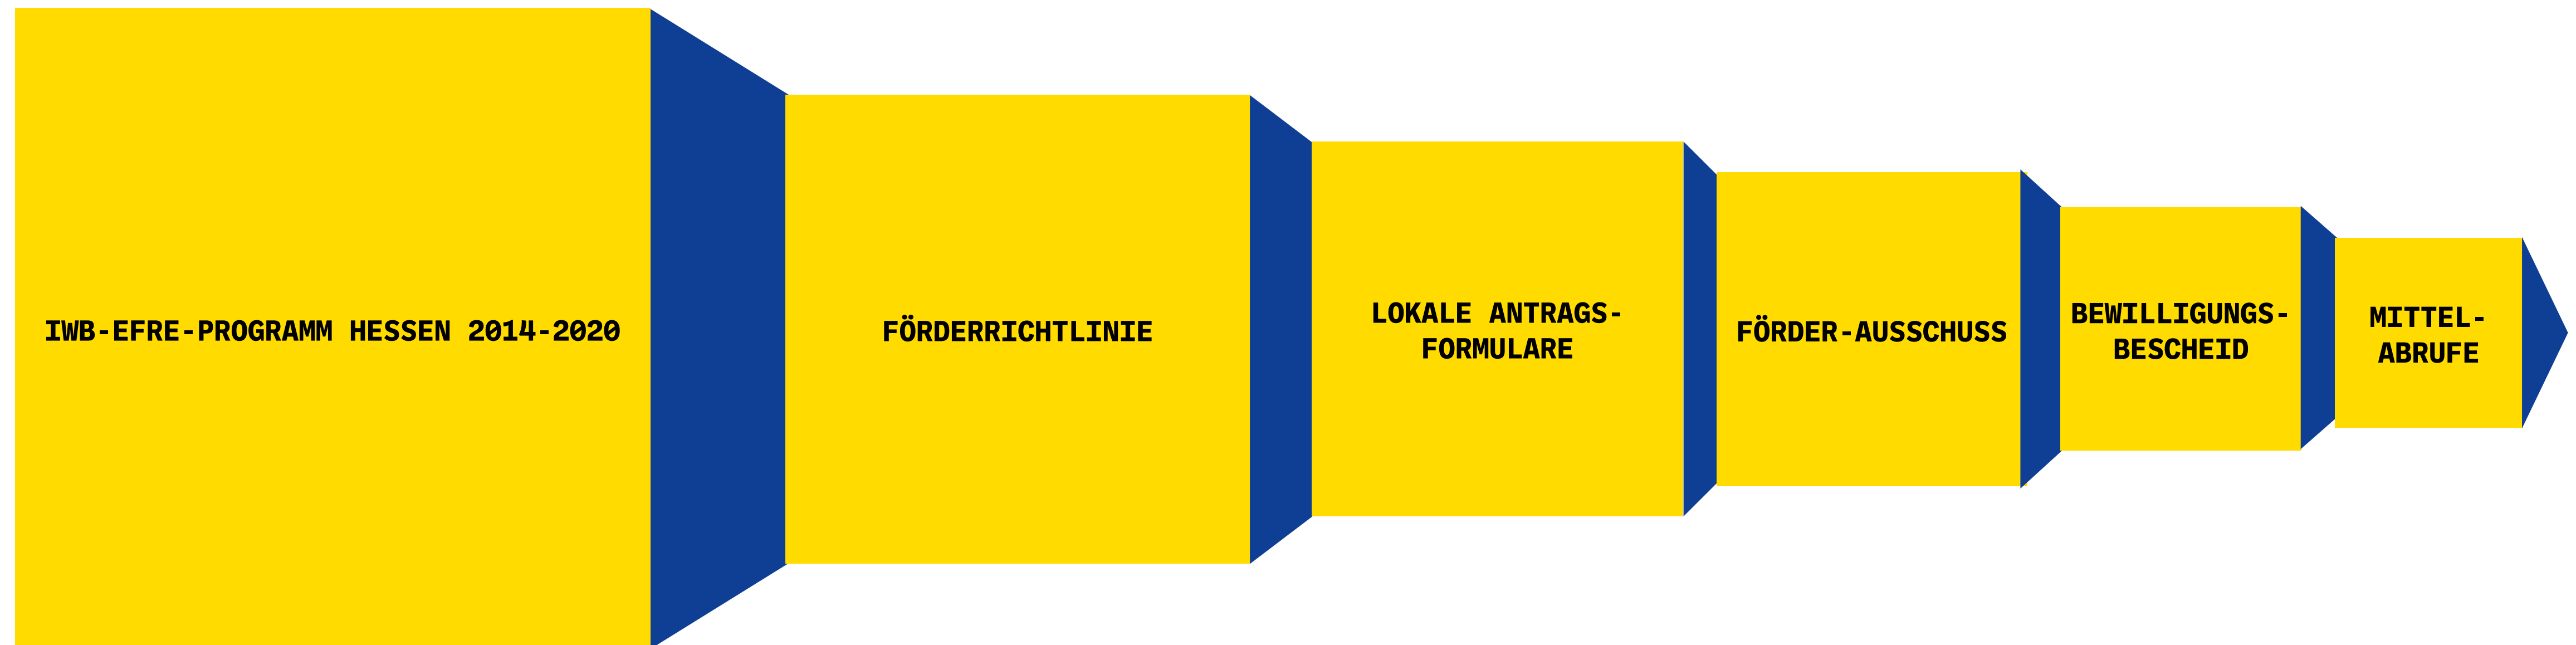 IWB-EFRE-PROGRAMM HESSEN 2014-2020
FÖRDERRICHTLINIE
LOKALE ANTRAGS-
FORMULARE
FÖRDER-AUSSCHUSS
BEWILLIGUNGS-
BESCHEID
MITTEL-
ABRUFE